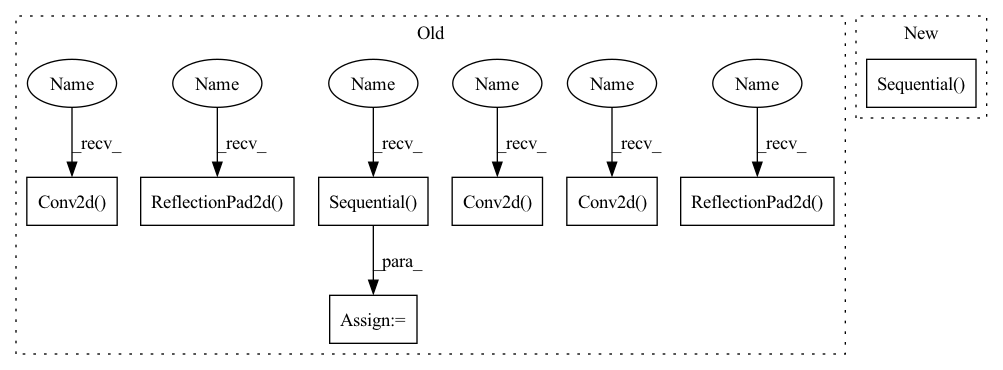 Old
New
Name
Name
Name
Name
Name
Name
Sequential()
_recv_
_recv_
_recv_
_recv_
_recv_
_recv_
Conv2d()
ReflectionPad2d()
Sequential()
Conv2d()
Conv2d()
ReflectionPad2d()
_para_
Assign:=